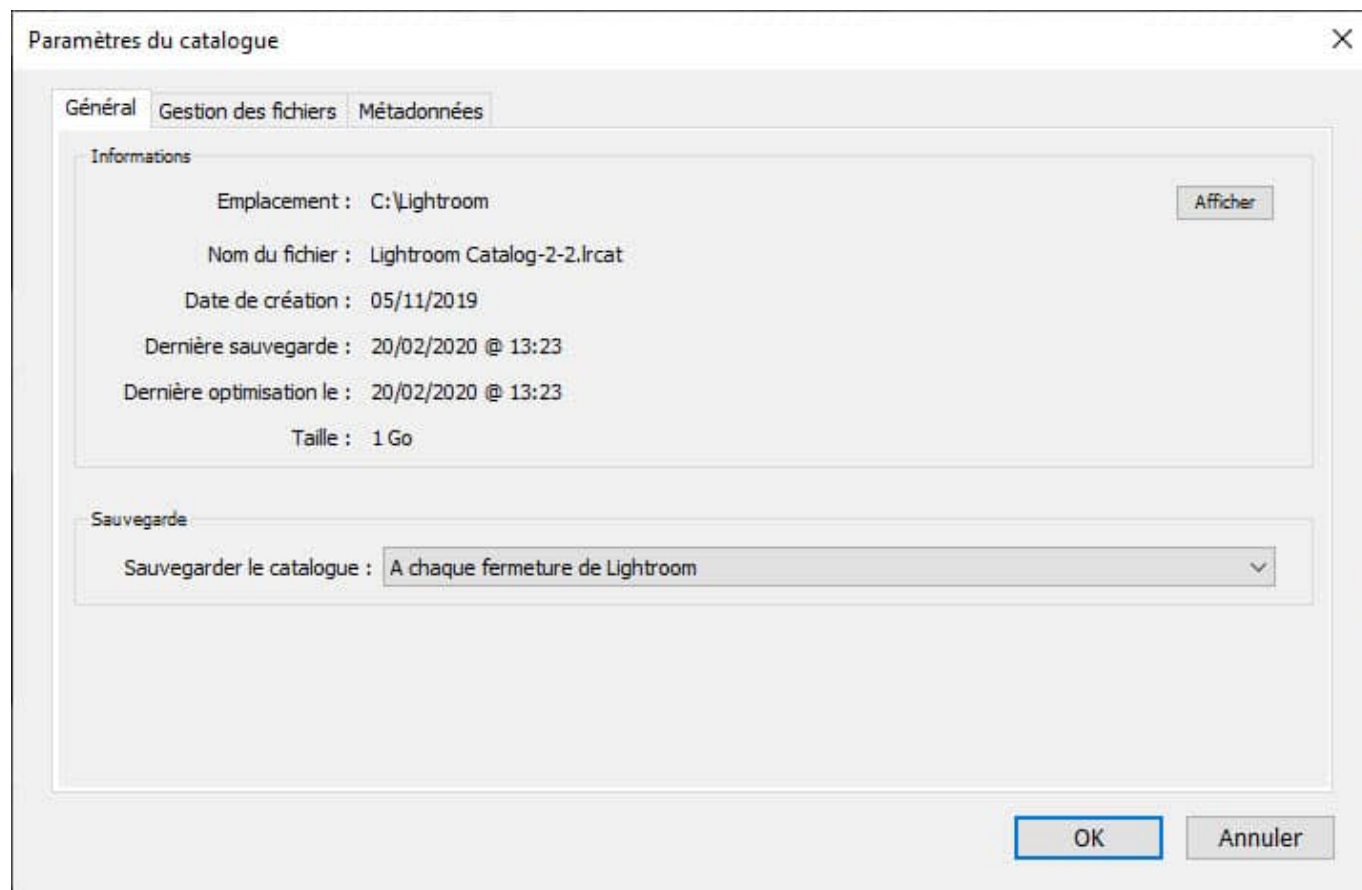 Paramètres du catalogue
Général Gestion des fichiers Métadonnées
Informations
Emplacement : C:\Lightroom Afficher
Nom du fichier : Lightroom Catalog-2-2.lrcat
Date de création : 05/11/2019
Dernière sauvegarde : 20/02/2020 @ 13:23
Dernière optimisation le : 20/02/2020 @ 13:23
Taille : 1 Go
Sauvegarde
Sauvegarder le catalogue : A chaque fermeture de Lightroom
OK Annuler